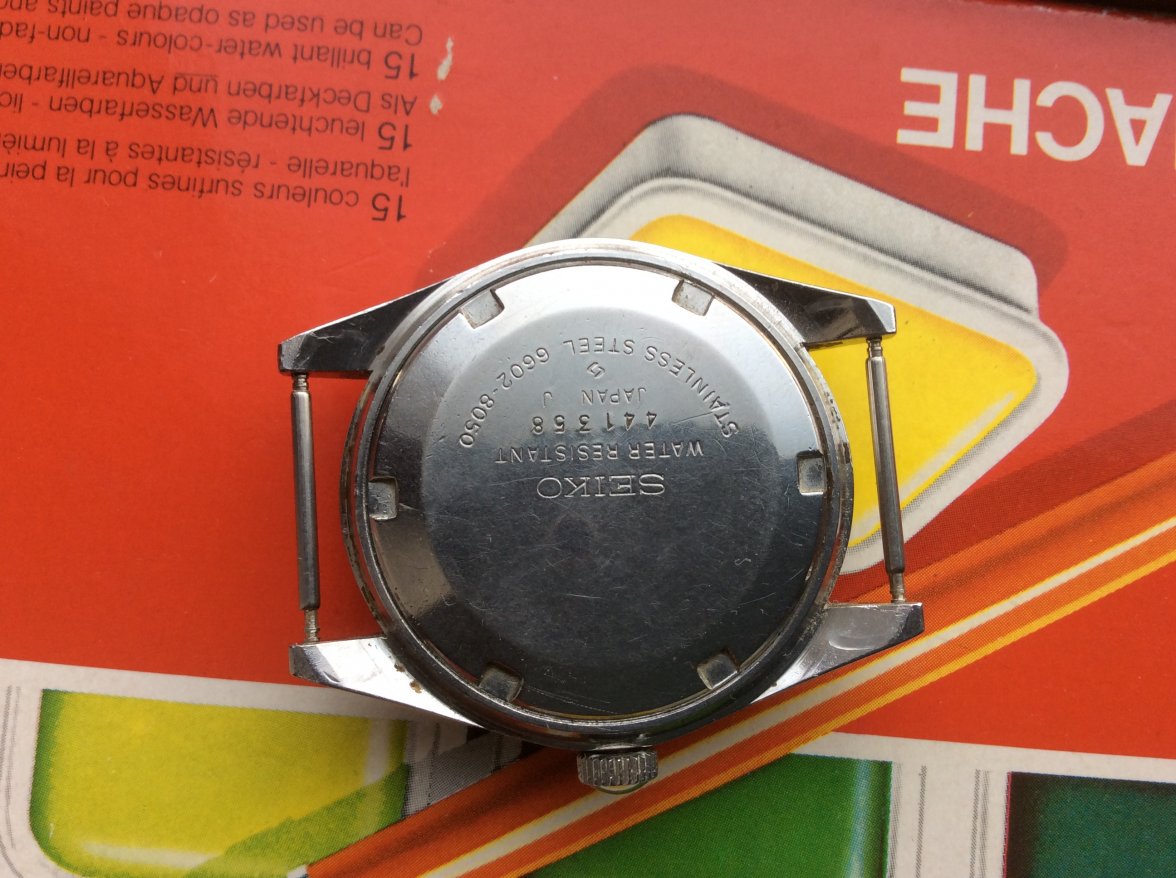 ACHE
15 couleurs surfines pour la pein
l'aquarelle - résistantes à la lumiè
15 leuchtende Wasserfarben - lic
Als Deckfarben und Aquarellfarben
15 brillant water-colours - non-fad
Can be used as opaque paints and
SEIKO
WATER RESISTANT
441358
JAPAN J
STAINLESS STEEL 6602-8050